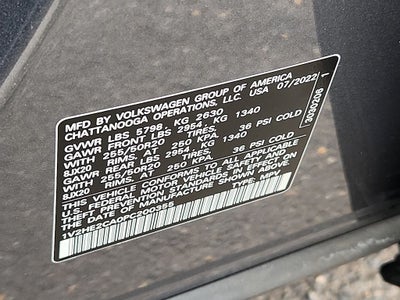 MFD BY VOLKSWAGEN GROUP OF AMERICA
CHATTANOOGA OPERATIONS, LLC. USA 07/2022
GVWR LBS 5798, KG 2630
GAWR FRONT LBS 2954, KG 1340
WITH 255/50R20 TIRES,
8JX20 RIMS, AT 250 KPA, 36 PSI COLD
GAWR REAR LBS 2954, KG 1340
WITH 255/50R20 TIRES,
8JX20 RIMS, AT 250 KPA, 36 PSI COLD
THIS VEHICLE CONFORMS TO ALL APPLICABLE
FEDERAL MOTOR VEHICLE SAFETY AND
THEFT PREVENTION STANDARDS IN EFFECT ON
THE DATE OF MANUFACTURE SHOWN ABOVE.
1V2HE2CA0PC200355 TYPE: MPV
3030206 1